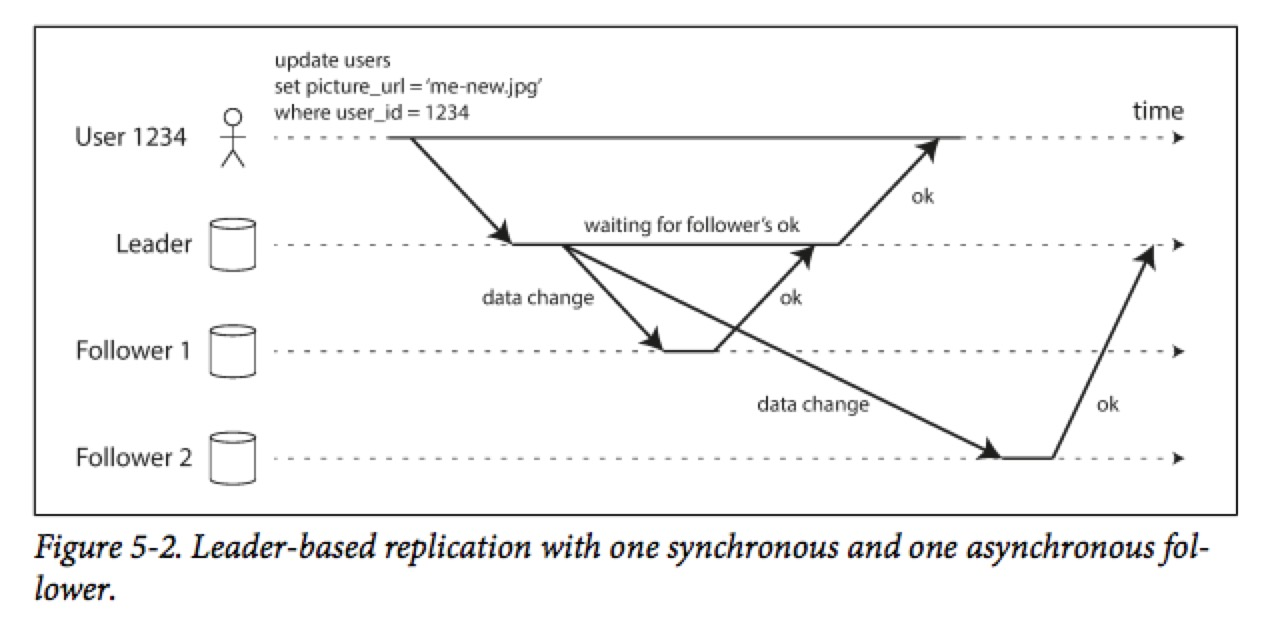 update users
set picture_url = ‘me-new.jpg’
where user_id = 1234
time
User 1234
ok
waiting for follower’s ok
Leader
data change
ok
Follower 1
data change
ok
Follower 2
Figure 5-2. Leader-based replication with one synchronous and one asynchronous fol-
lower.